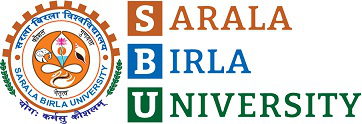 सरला बिरला विश्वविद्यालय
SARALA BIRLA UNIVERSITY
योगः कर्मसु कौशलम्
SARALA
BIRLA
UNIVERSITY